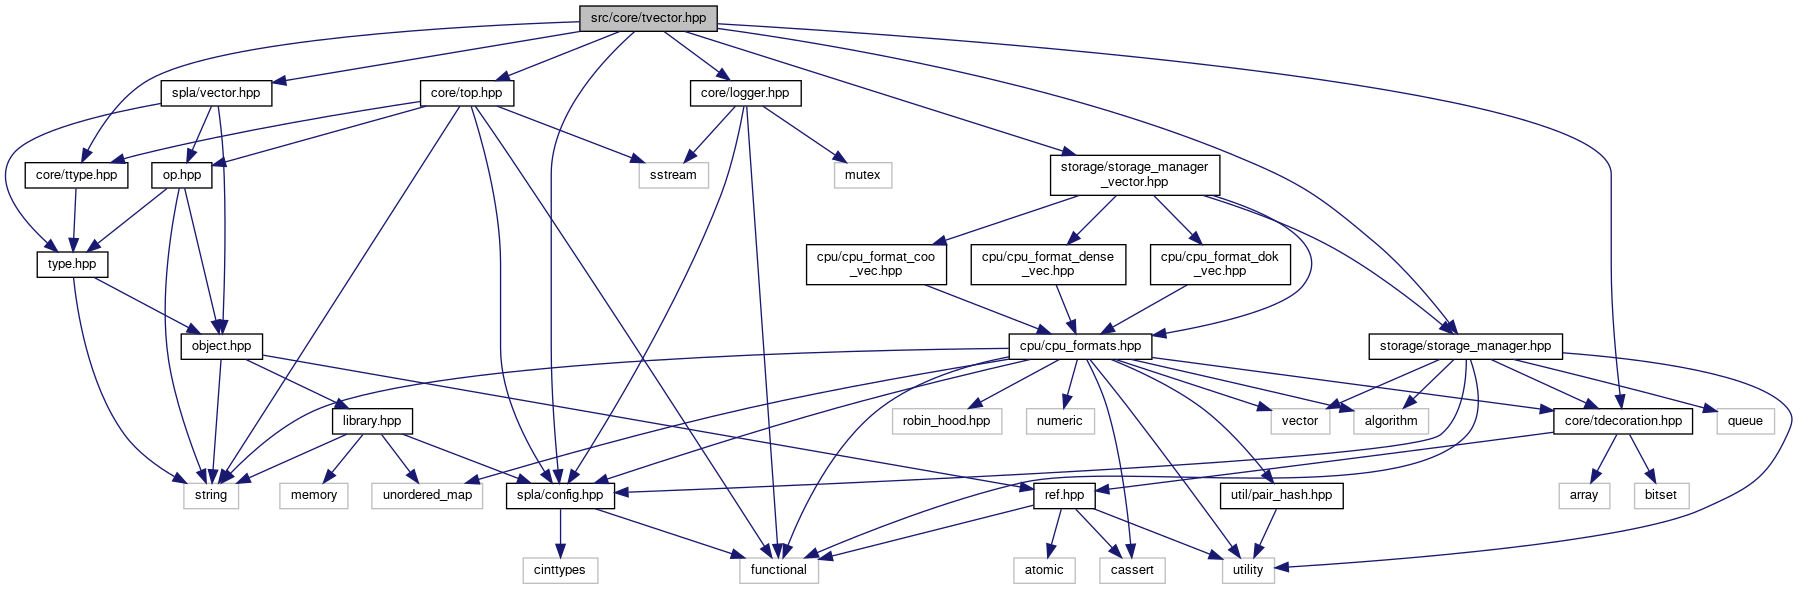 src/core/tvector.hpp
spla/vector.hpp
core/top.hpp
core/logger.hpp
core/ttype.hpp
op.hpp
sstream
mutex
storage/storage_manager
_vector.hpp
type.hpp
cpu/cpu_format_coo
_vec.hpp
cpu/cpu_format_dense
_vec.hpp
cpu/cpu_format_dok
_vec.hpp
object.hpp
cpu/cpu_formats.hpp
storage/storage_manager.hpp
library.hpp
robin_hood.hpp
numeric
vector
algorithm
core/tdecoration.hpp
queue
string
memory
unordered_map
spla/config.hpp
ref.hpp
util/pair_hash.hpp
array
bitset
cinttypes
functional
atomic
cassert
utility